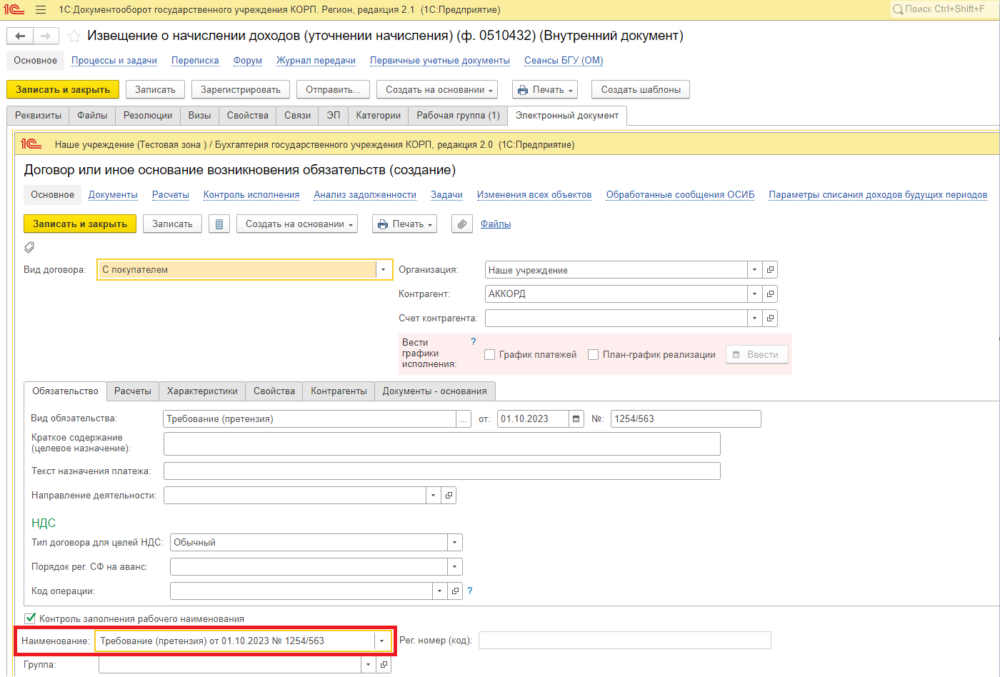 1С:Документооборот государственного учреждения КОРП. Регион, редакция 2.1 (1С:Предприятие)
Поиск Ctrl+Shift+F
Извещение о начислении доходов (уточнении начисления) (ф. 0510432) (Внутренний документ)
Основное Процессы и задачи Переписка Форум Журнал передачи Первичные учетные документы Сеансы БГУ (ОМ)
Записать и закрыть Записать Зарегистрировать Отправить... Создать на основании Печать Создать шаблоны
Реквизиты Файлы Резолюции Визы Свойства Связи ЭП Категории Рабочая группа (1) Электронный документ
1С Наше учреждение (Тестовая зона ) / Бухгалтерия государственного учреждения КОРП, редакция 2.0 (1С:Предприятие)
Договор или иное основание возникновения обязательств (создание)
Основное Документы Расчеты Контроль исполнения Анализ задолженности Задачи Изменения всех объектов Обработанные сообщения ОСИБ Параметры списания доходов будущих периодов
Записать и закрыть Записать Создать на основании Печать Файлы
Вид договора: С покупателем Организация: Наше учреждение
Контрагент: АККОРД
Счет контрагента:
Вести ?
графики График платежей План-график реализации Ввести
исполнения:
Обязательство Расчеты Характеристики Свойства Контрагенты Документы - основания
Вид обязательства: Требование (претензия) ... от: 01.10.2023 №: 1254/563
Краткое содержание
(целевое назначение):
Текст назначения платежа:
Направление деятельности:
НДС
Тип договора для целей НДС: Обычный
Порядок рег. СФ на аванс:
Код операции: ?
Контроль заполнения рабочего наименования
Наименование: Требование (претензия) от 01.10.2023 № 1254/563 Рег. номер (код):
Группа: